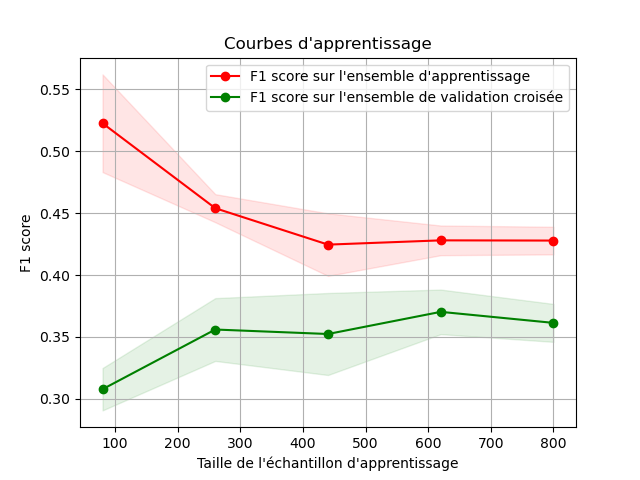 Courbes d'apprentissage
F1 score sur l'ensemble d'apprentissage
F1 score sur l'ensemble de validation croisée
F1 score
0.55
0.50
0.45
0.40
0.35
0.30
100 200 300 400 500 600 700 800
Taille de l'échantillon d'apprentissage